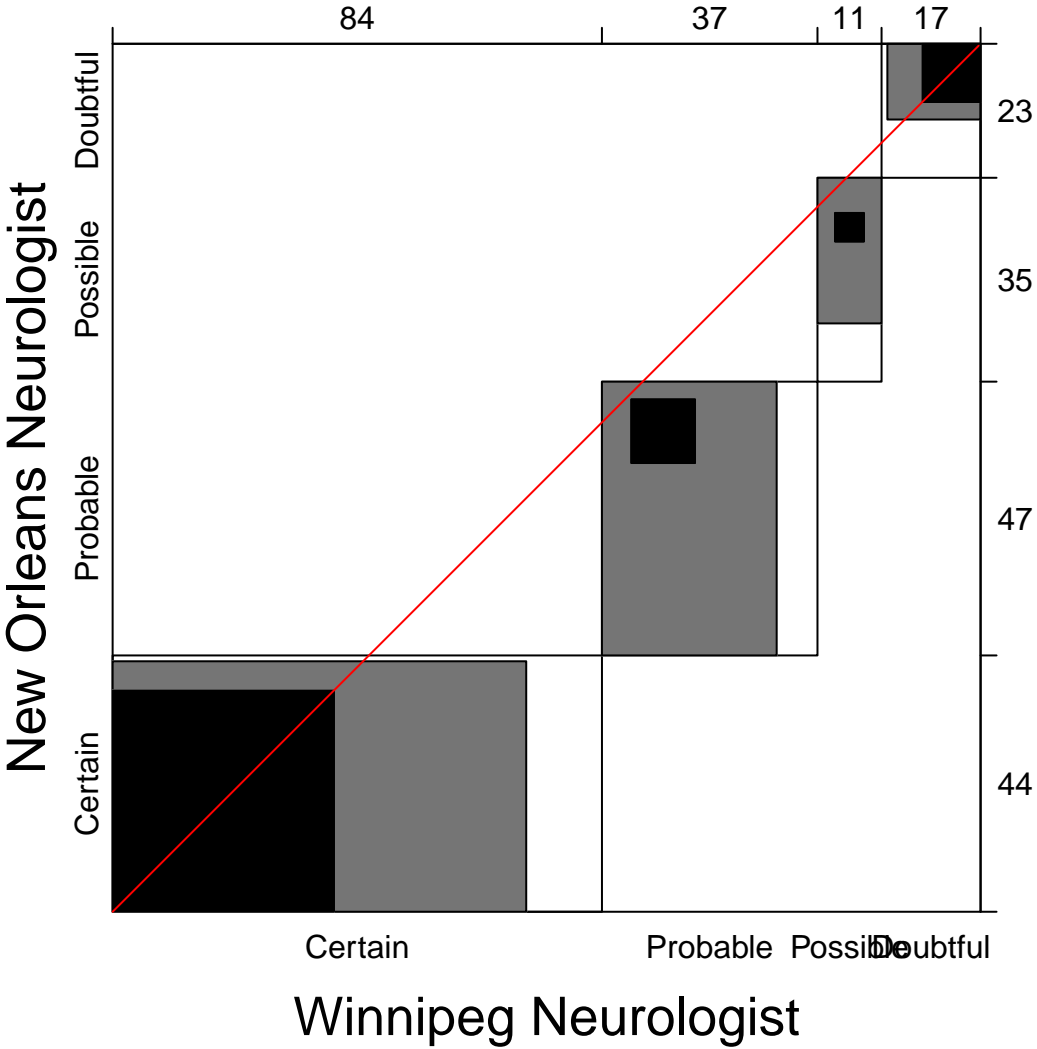 84 37 11 17
New Orleans Neurologist
Doubtful
Possible
Probable
Certain
23
35
47
44
Certain Probable Possible Doubtful
Winnipeg Neurologist